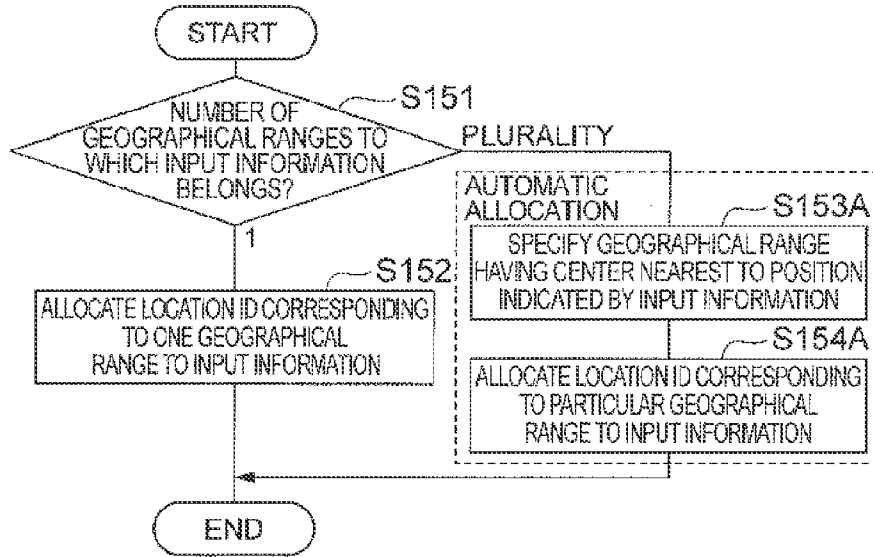 START
S151
NUMBER OF
GEOGRAPHICAL RANGES TO
WHICH INPUT INFORMATION
BELONGS?
PLURALITY
1
AUTOMATIC
ALLOCATION
S153A
SPECIFY GEOGRAPHICAL RANGE
HAVING CENTER NEAREST TO POSITION
INDICATED BY INPUT INFORMATION
S152
ALLOCATE LOCATION ID CORRESPONDING
TO ONE GEOGRAPHICAL
RANGE TO INPUT INFORMATION
S154A
ALLOCATE LOCATION ID CORRESPONDING
TO PARTICULAR GEOGRAPHICAL
RANGE TO INPUT INFORMATION
END